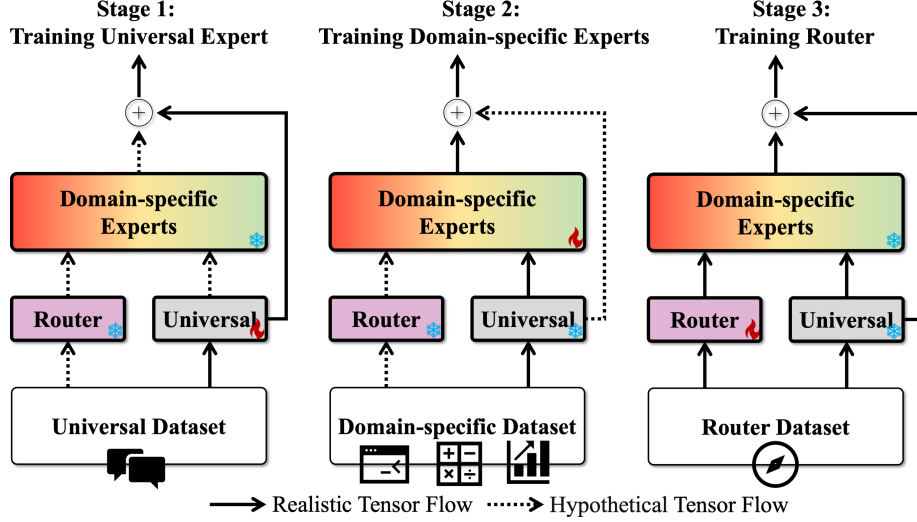 Stage 1:
Training Universal Expert
Stage 2:
Training Domain-specific Experts
Stage 3:
Training Router
Domain-specific
Experts
Domain-specific
Experts
Domain-specific
Experts
Router
Universal
Router
Universal
Router
Universal
Universal Dataset
Domain-specific Dataset
Router Dataset
Realistic Tensor Flow
Hypothetical Tensor Flow